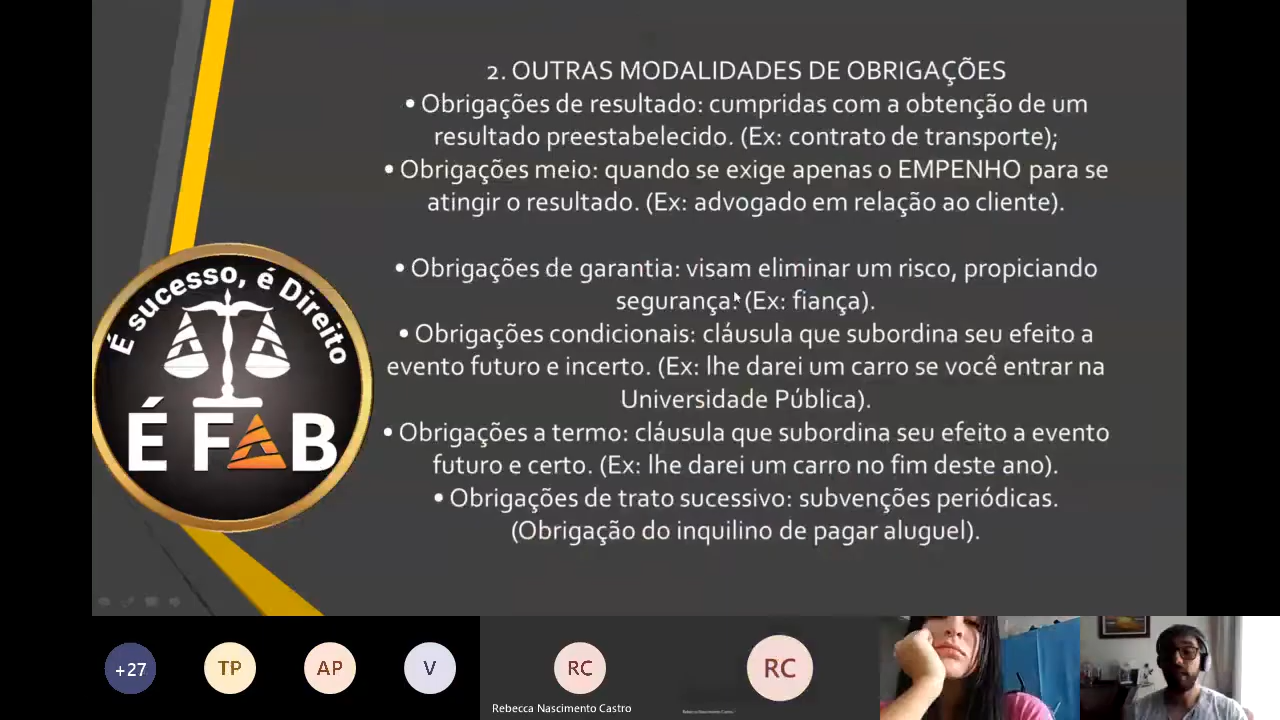 2. OUTRAS MODALIDADES DE OBRIGAÇÕES
• Obrigações de resultado: cumpridas com a obtenção de um
resultado preestabelecido. (Ex: contrato de transporte);
• Obrigações meio: quando se exige apenas o EMPENHO para se
atingir o resultado. (Ex: advogado em relação ao cliente).
• Obrigações de garantia: visam eliminar um risco, propiciando
segurança. (Ex: fiança).
• Obrigações condicionais: cláusula que subordina seu efeito a
evento futuro e incerto. (Ex: lhe darei um carro se você entrar na
Universidade Pública).
• Obrigações a termo: cláusula que subordina seu efeito a evento
futuro e certo. (Ex: lhe darei um carro no fim deste ano).
• Obrigações de trato sucessivo: subvenções periódicas.
(Obrigação do inquilino de pagar aluguel).
É sucesso, é Direito
É FAB
+27
TP
AP
V
RC
Rebecca Nascimento Castro
RC
Rebecca Nascimento Castro